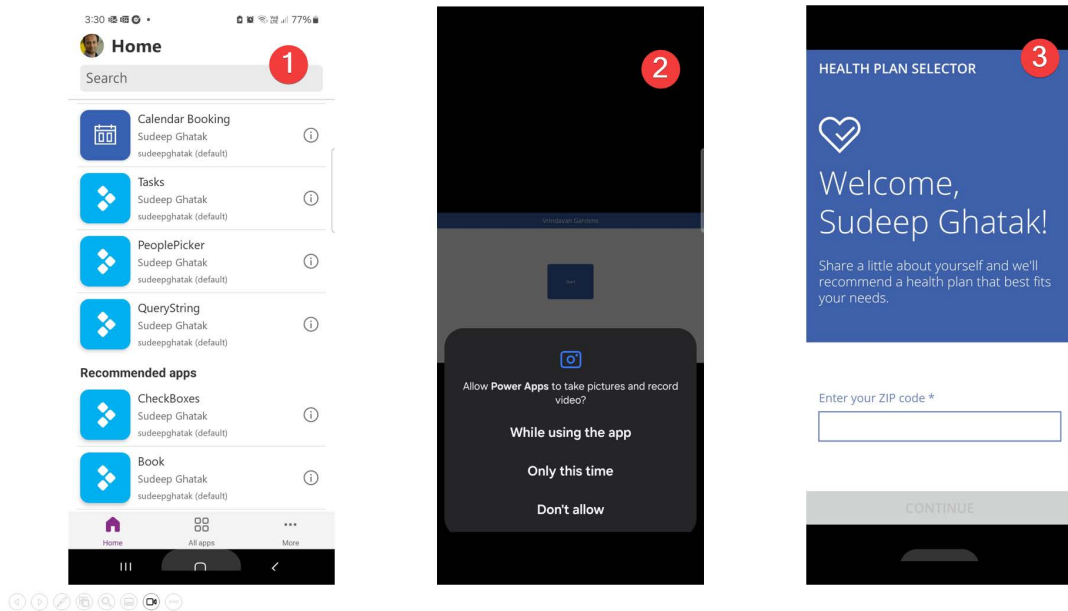 3:30
77%
Home
1
Search
Calendar Booking
Sudeep Ghatak
sudeepghatak (default)
Tasks
Sudeep Ghatak
sudeepghatak (default)
PeoplePicker
Sudeep Ghatak
sudeepghatak (default)
QueryString
Sudeep Ghatak
sudeepghatak (default)
Recommended apps
CheckBoxes
Sudeep Ghatak
sudeepghatak (default)
Book
Sudeep Ghatak
sudeepghatak (default)
Home
All apps
More
2
Vrindavan Gardens
Allow Power Apps to take pictures and record
video?
While using the app
Only this time
Don't allow
3
HEALTH PLAN SELECTOR
Welcome,
Sudeep Ghatak!
Share a little about yourself and we'll
recommend a health plan that best fits
your needs.
Enter your ZIP code *
CONTINUE